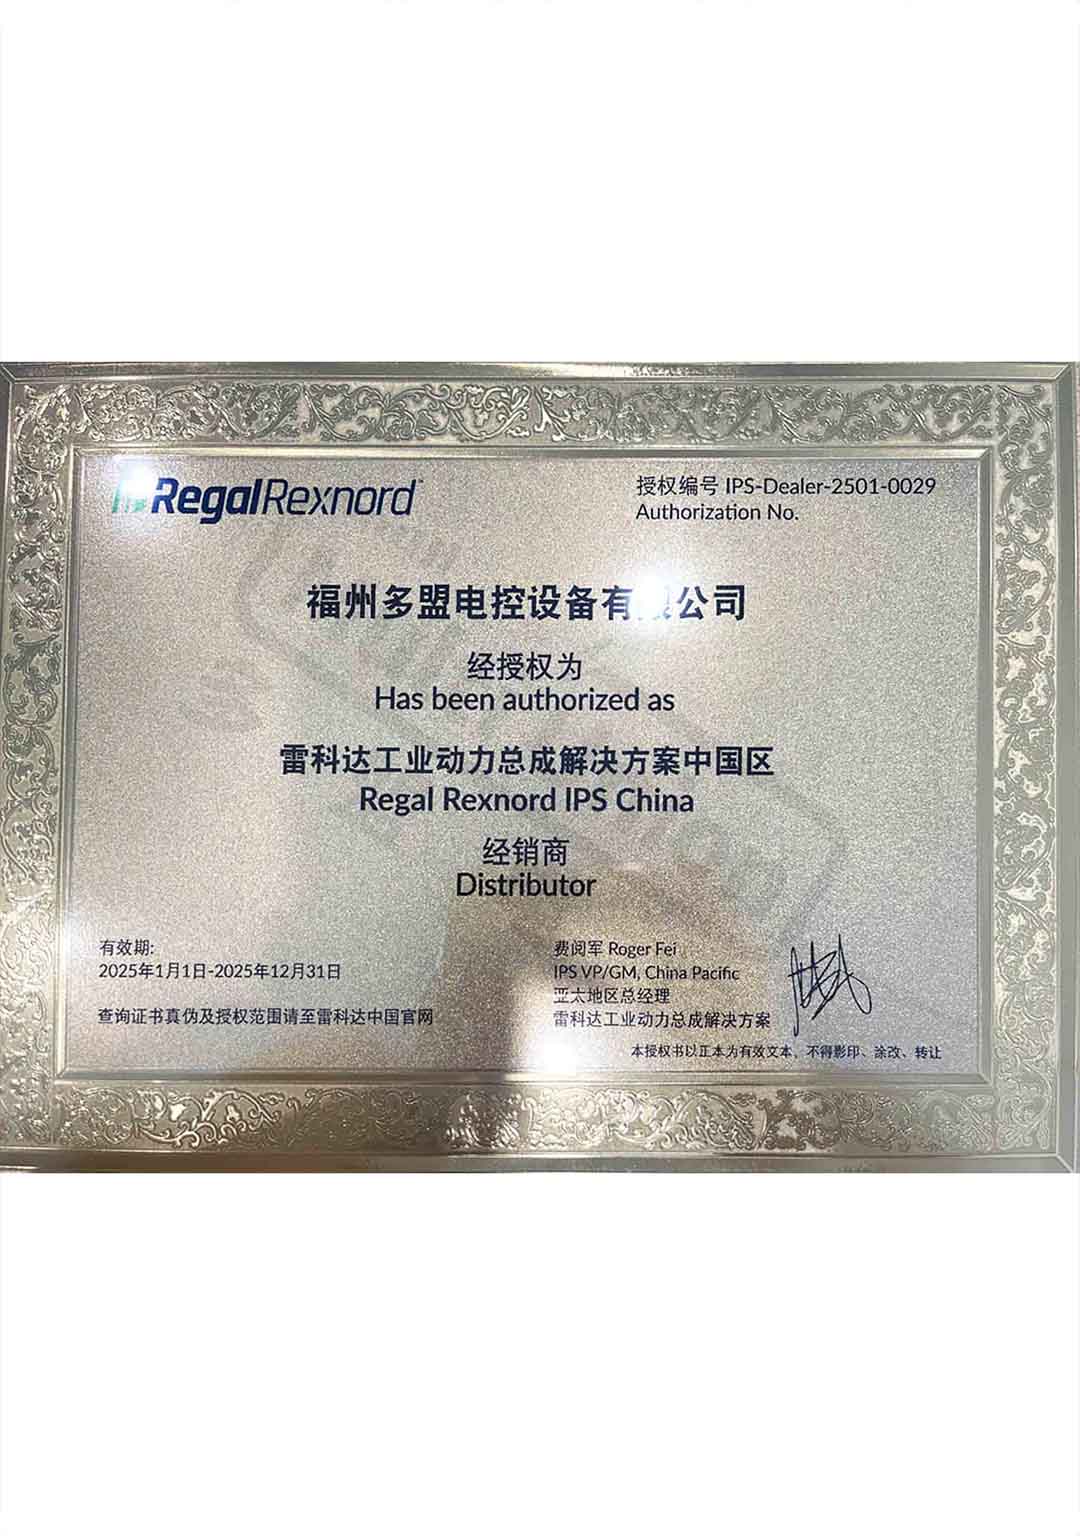 RegalRexnord
授权编号 IPS-Dealer-2501-0029
Authorization No.
福州多盟电控设备有限公司
经授权为
Has been authorized as
雷科达工业动力总成解决方案中国区
Regal Rexnord IPS China
经销商
Distributor
有效期:
2025年1月1日-2025年12月31日
查询证书真伪及授权范围请至雷科达中国官网
费阅军 Roger Fei
IPS VP/GM, China Pacific
亚太地区总经理
雷科达工业动力总成解决方案
本授权书以正本为有效文本、不得影印、涂改、转让